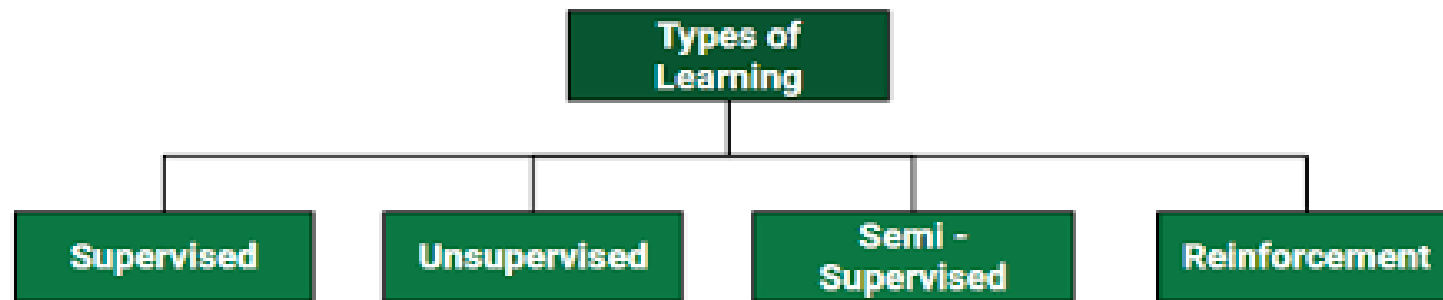 Types of
Learning
Supervised
Unsupervised
Semi -
Supervised
Reinforcement